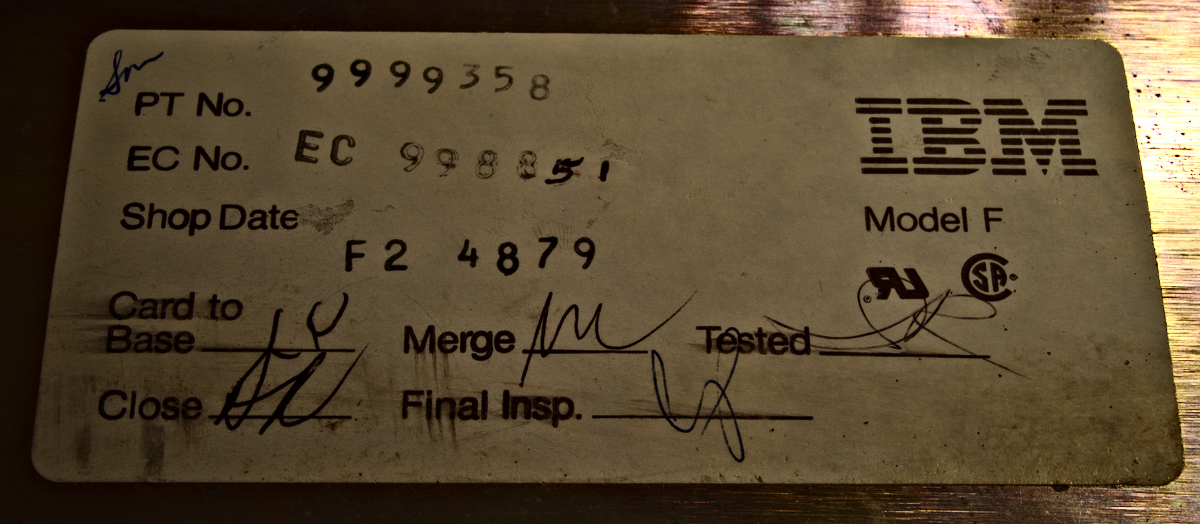 PT No. 9999358
IBM
EC No. EC 998851
Shop Date
Model F
F2 4879
Card to
Base Merge Tested
Close Final Insp.